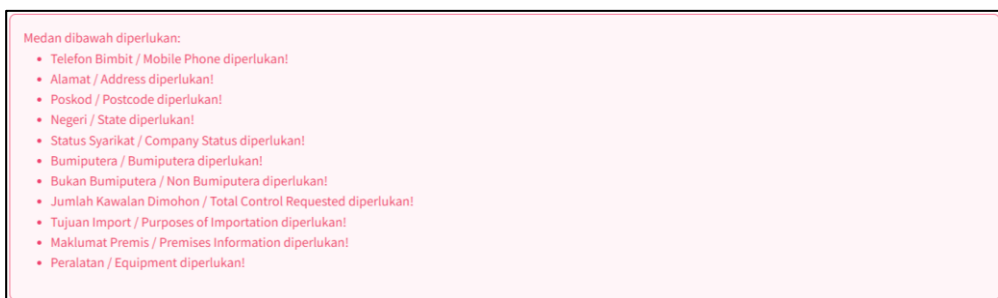 Medan dibawah diperlukan:
• Telefon Bimbit / Mobile Phone diperlukan!
• Alamat / Address diperlukan!
• Poskod / Postcode diperlukan!
• Negeri / State diperlukan!
• Status Syarikat / Company Status diperlukan!
• Bumiputera / Bumiputera diperlukan!
• Bukan Bumiputera / Non Bumiputera diperlukan!
• Jumlah Kawalan Dimohon / Total Control Requested diperlukan!
• Tujuan Import / Purposes of Importation diperlukan!
• Maklumat Premis / Premises Information diperlukan!
• Peralatan / Equipment diperlukan!